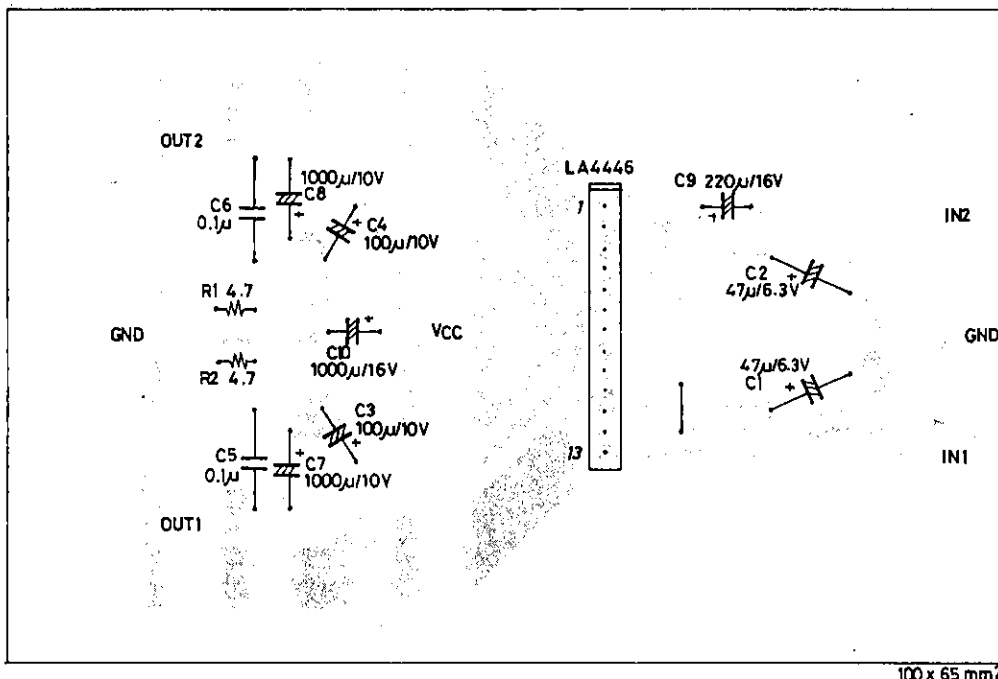 OUT2
1000μ/10V
C8
C6
0.1μ
C4
100μ/10V
R1 4.7
GND
VCC
C10
1000μ/16V
R2 4.7
C3
100μ/10V
C5
0.1μ
C7
1000μ/10V
OUT1
LA4446
1
13
C9 220μ/16V
IN2
C2
47μ/6.3V
GND
47μ/6.3V
C1
IN1
100 x 65 mm²